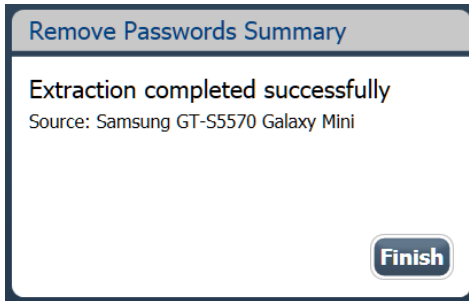 Remove Passwords Summary
Extraction completed successfully
Source: Samsung GT-S5570 Galaxy Mini
Finish